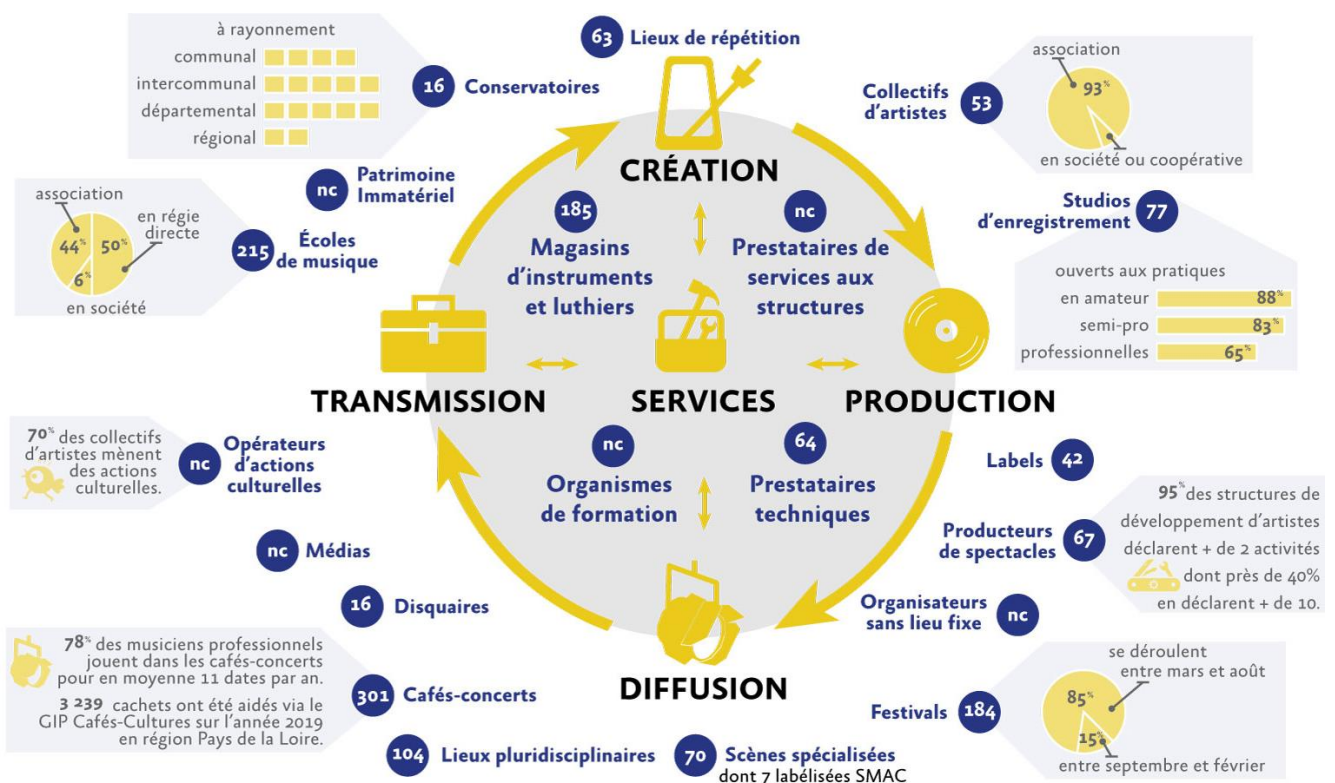 à rayonnement
communal
intercommunal
départemental
régional
16 Conservatoires
63 Lieux de répétition
association
93%
en société ou coopérative
Collectifs
d'artistes
53
nc
Patrimoine
Immatériel
association
44%
50%
6%
en régie
directe
en société
215
Écoles
de musique
CRÉATION
185
Magasins
d'instruments
et luthiers
nc
Prestataires de
services aux
structures
Studios
d'enregistrement
77
ouverts aux pratiques
en amateur 88%
semi-pro 83%
professionnelles 65%
TRANSMISSION
SERVICES
PRODUCTION
nc
Organismes
de formation
64
Prestataires
techniques
70% des collectifs
d'artistes mènent
des actions
culturelles.
nc
Opérateurs
d'actions
culturelles
nc Médias
16 Disquaires
Labels 42
Producteurs
de spectacles
67
95% des structures de
développement d'artistes
déclarent + de 2 activités
dont près de 40%
en déclarent + de 10.
Organisateurs
sans lieu fixe
nc
78% des musiciens professionnels
jouent dans les cafés-concerts
pour en moyenne 11 dates par an.
3 239 cachets ont été aidés via le
GIP Cafés-Cultures sur l'année 2019
en région Pays de la Loire.
301 Cafés-concerts
DIFFUSION
Festivals 184
se déroulent
entre mars et août
85%
15%
entre septembre et février
104 Lieux pluridisciplinaires
70 Scènes spécialisées
dont 7 labélisées SMAC